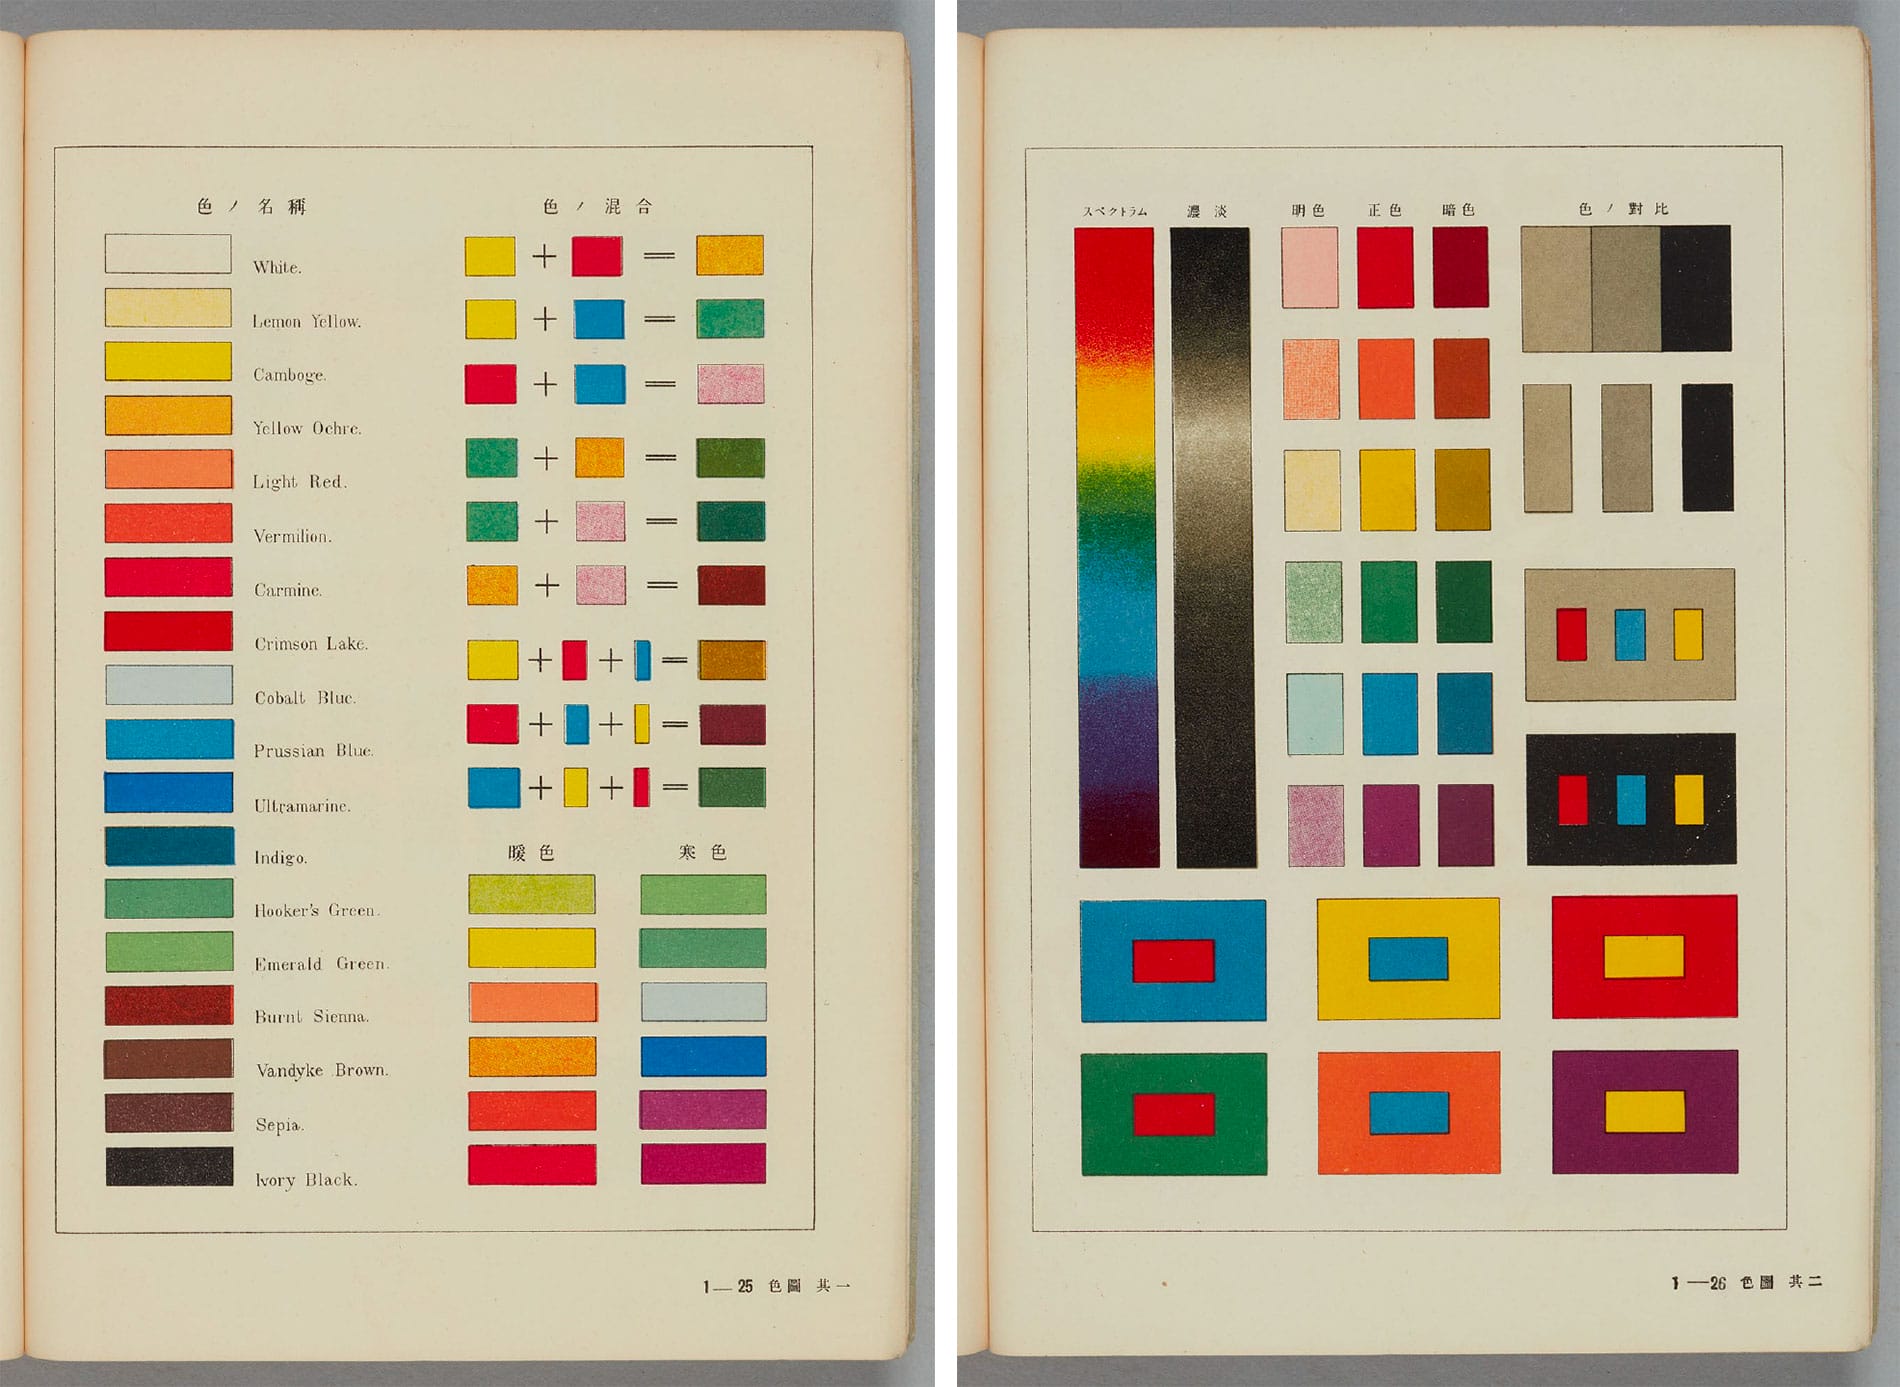 色ノ名稱
White.
Lemon Yellow.
Camboge.
Yellow Ochre.
Light Red.
Vermilion.
Carmine.
Crimson Lake.
Cobalt Blue.
Prussian Blue.
Ultramarine.
Indigo.
Hooker's Green.
Emerald Green.
Burnt Sienna.
Vandyke Brown.
Sepia.
Ivory Black.
色ノ混合
+ =
+ =
+ =
+ =
+ =
+ =
+ + =
+ + =
+ + =
暖色 寒色
1—25 色圖 其一
スペクトラム 濃淡 明色 正色 暗色 色ノ對比
1—26 色圖 其二